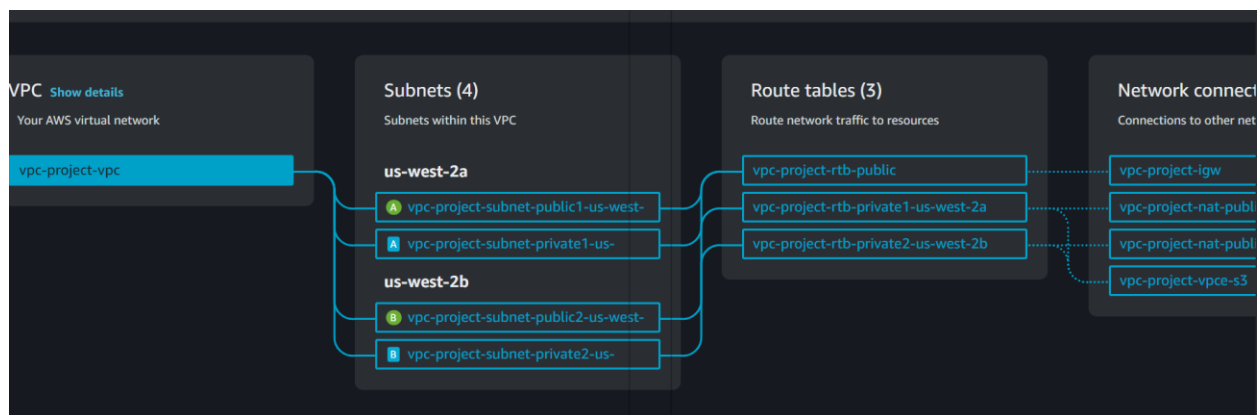 VPC Show details
Your AWS virtual network
vpc-project-vpc
Subnets (4)
Subnets within this VPC
us-west-2a
A vpc-project-subnet-public1-us-west-
A vpc-project-subnet-private1-us-
us-west-2b
B vpc-project-subnet-public2-us-west-
B vpc-project-subnet-private2-us-
Route tables (3)
Route network traffic to resources
vpc-project-rtb-public
vpc-project-rtb-private1-us-west-2a
vpc-project-rtb-private2-us-west-2b
Network connect
Connections to other net
vpc-project-igw
vpc-project-nat-publi
vpc-project-nat-publi
vpc-project-vpce-s3